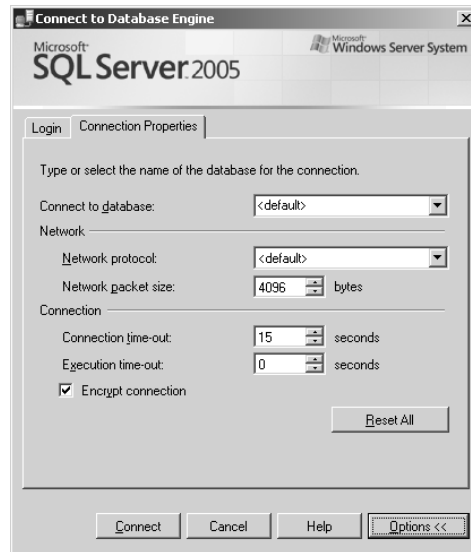 Connect to Database Engine
Microsoft
SQL Server 2005
Microsoft
Windows Server System
Login
Connection Properties
Type or select the name of the database for the connection.
Connect to database:
<default>
Network
Network protocol:
<default>
Network packet size:
4096
bytes
Connection
Connection time-out:
15
seconds
Execution time-out:
0
seconds
Encrypt connection
Reset All
Connect
Cancel
Help
Options <<